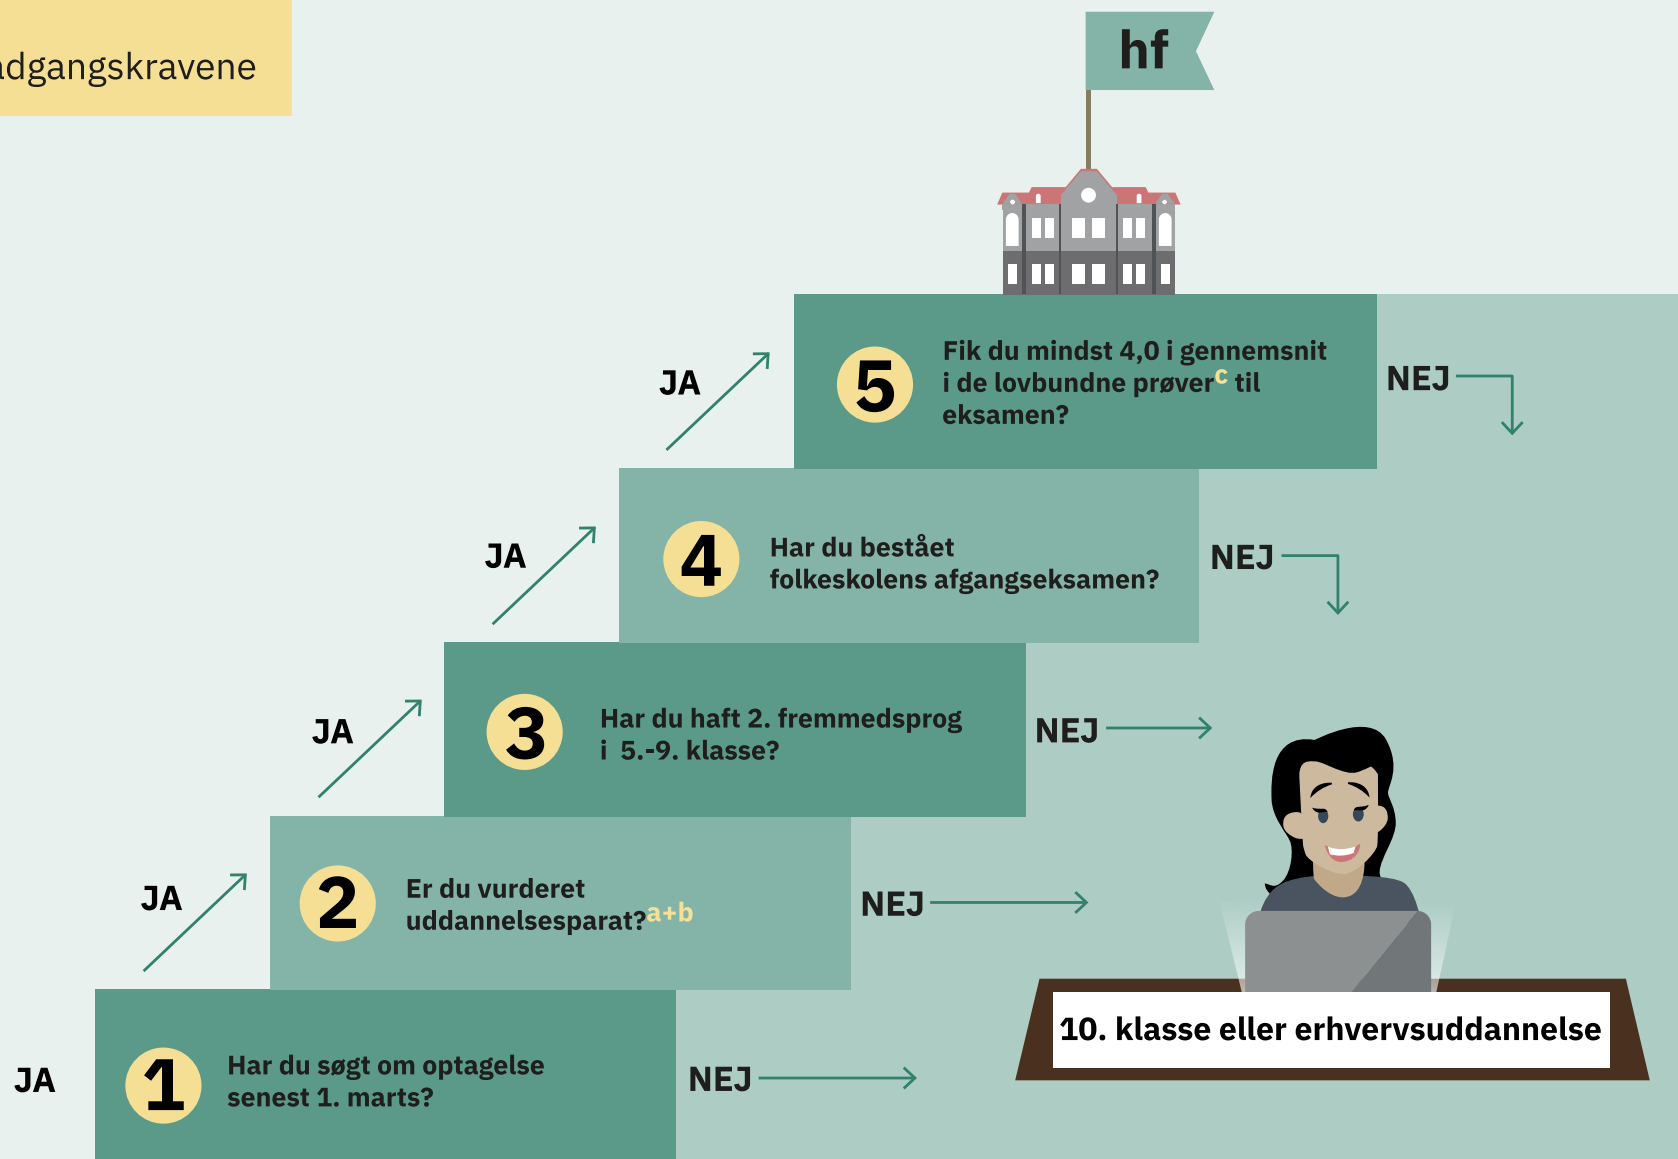 adgangskravene
hf
JA
5
Fik du mindst 4,0 i gennemsnit
i de lovbundne prøverc til
eksamen?
NEJ
JA
4
Har du bestået
folkeskolens afgangseksamen?
NEJ
JA
3
Har du haft 2. fremmedsprog
i 5.-9. klasse?
NEJ
JA
2
Er du vurderet
uddannelsesparat?a+b
NEJ
10. klasse eller erhvervsuddannelse
JA
1
Har du søgt om optagelse
senest 1. marts?
NEJ